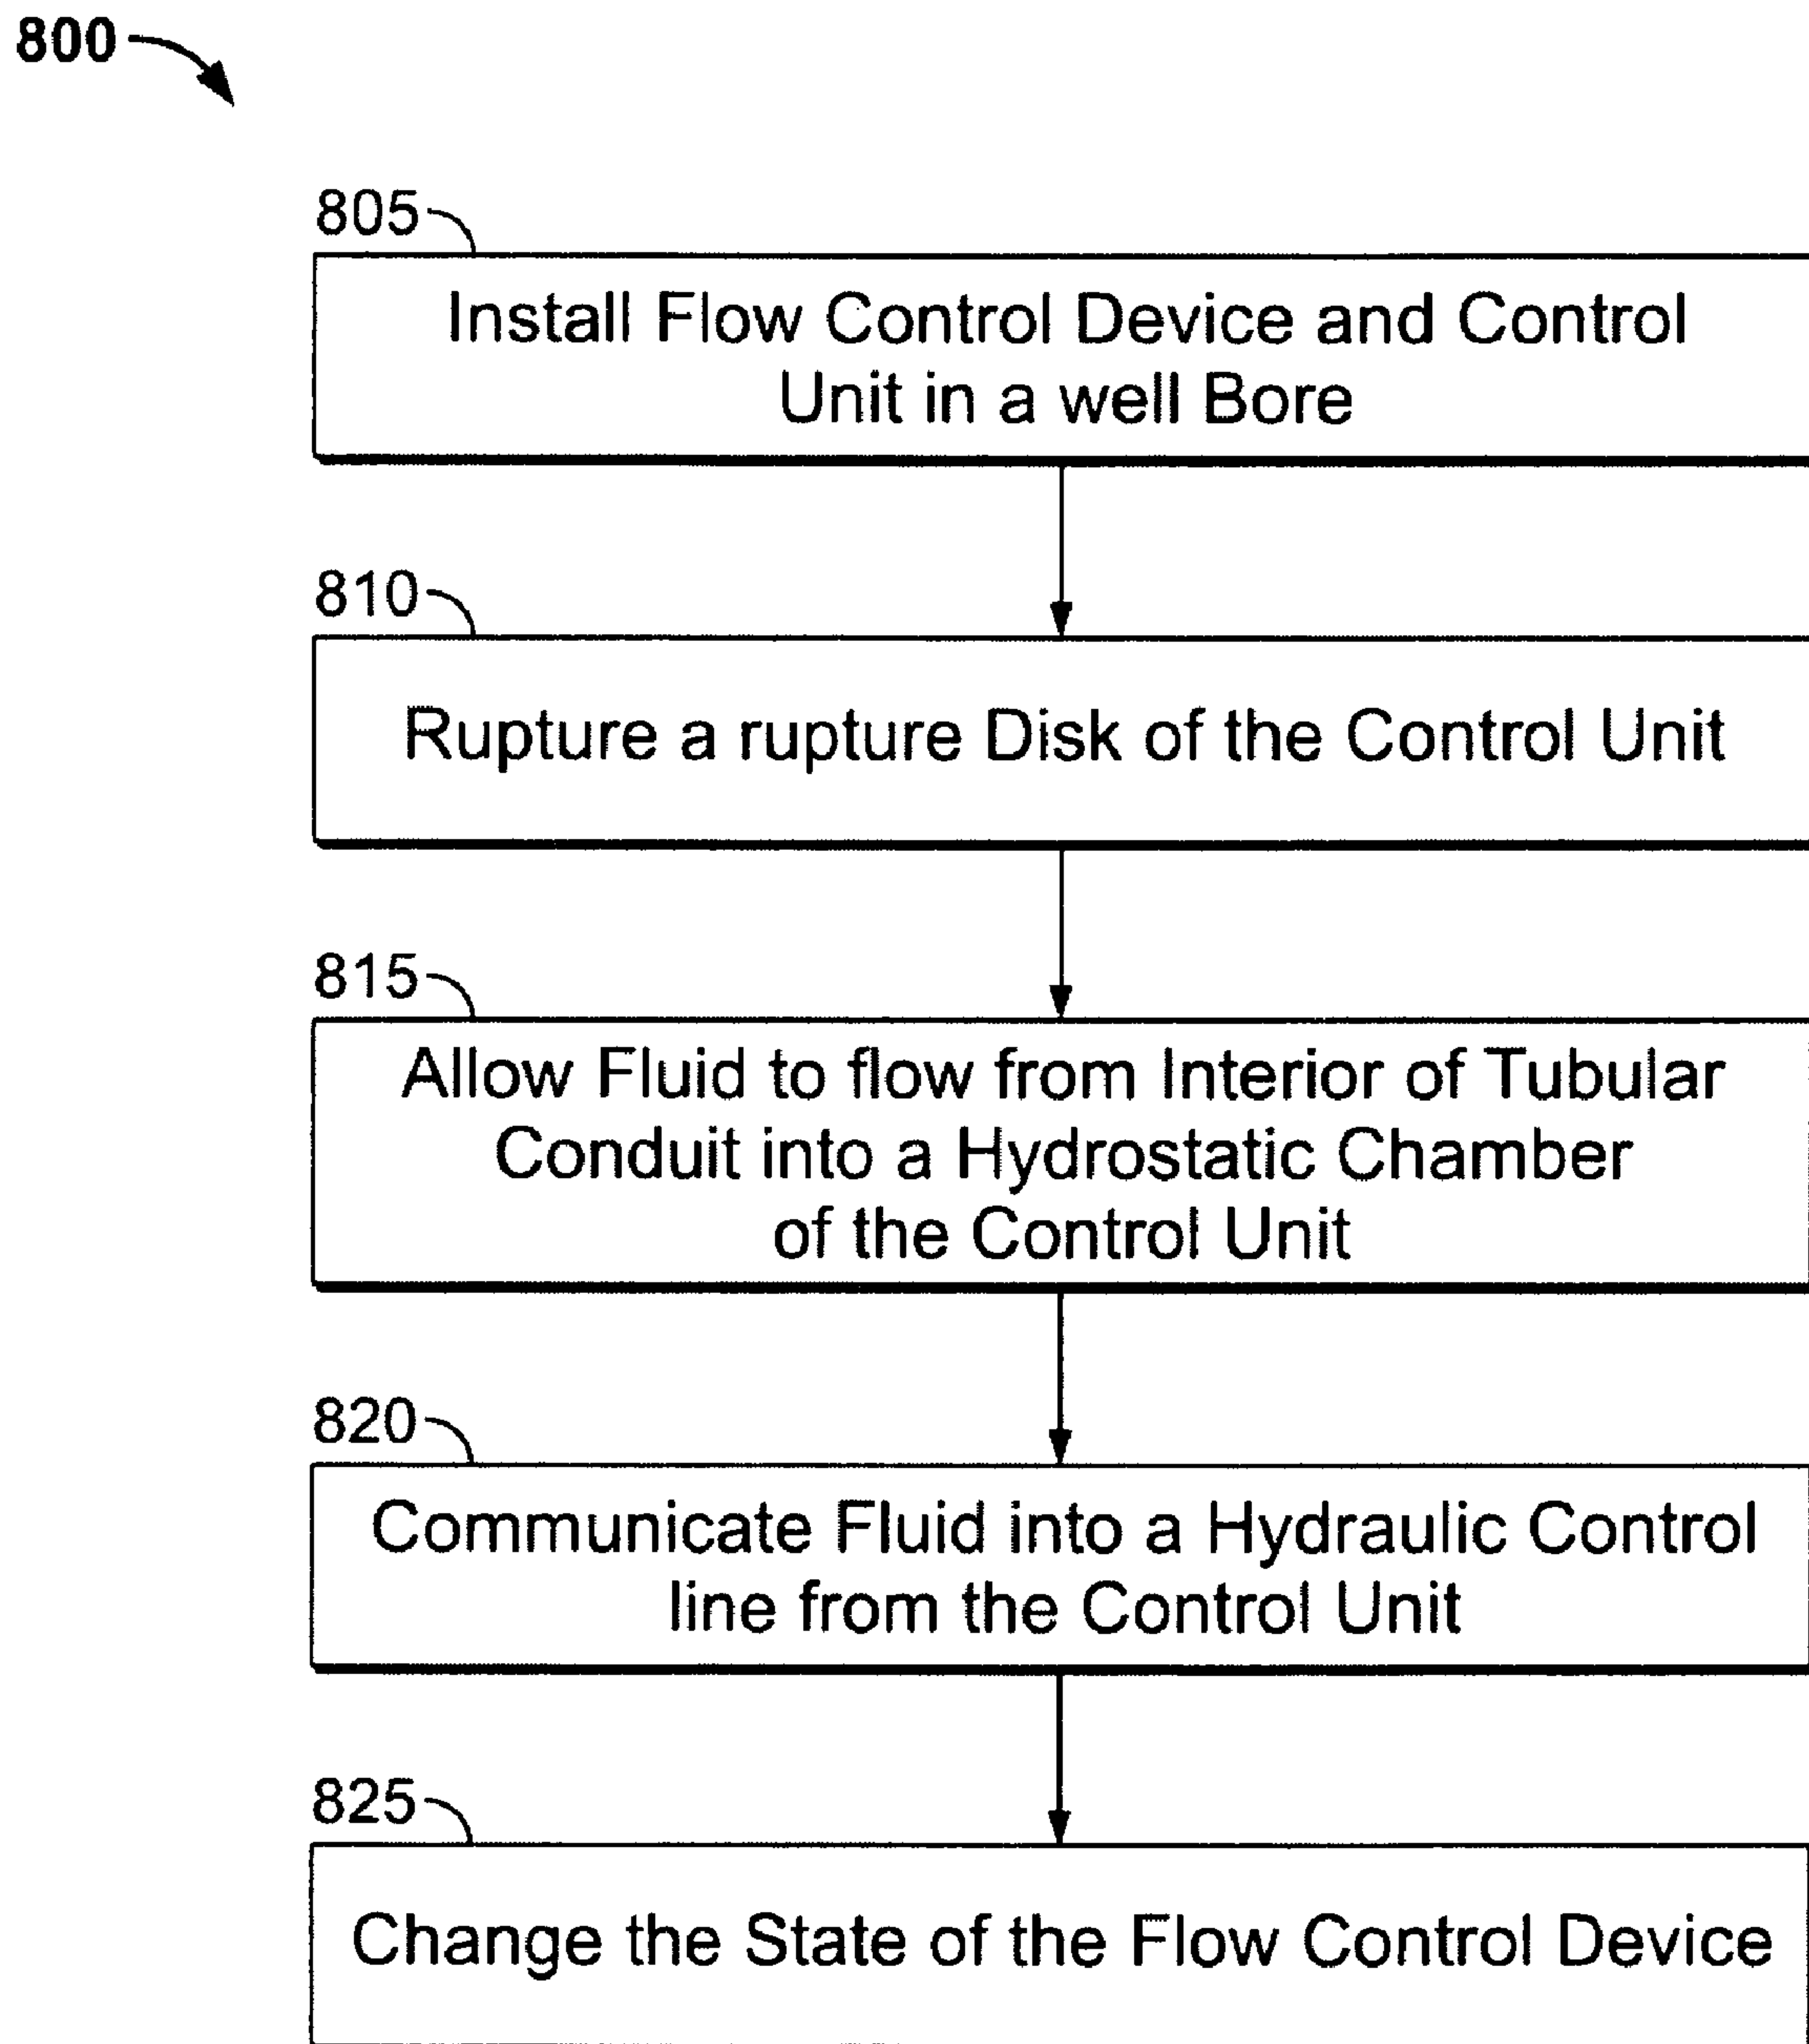 800
805
Install Flow Control Device and Control
Unit in a well Bore
810
Rupture a rupture Disk of the Control Unit
815
Allow Fluid to flow from Interior of Tubular
Conduit into a Hydrostatic Chamber
of the Control Unit
820
Communicate Fluid into a Hydraulic Control
line from the Control Unit
825
Change the State of the Flow Control Device